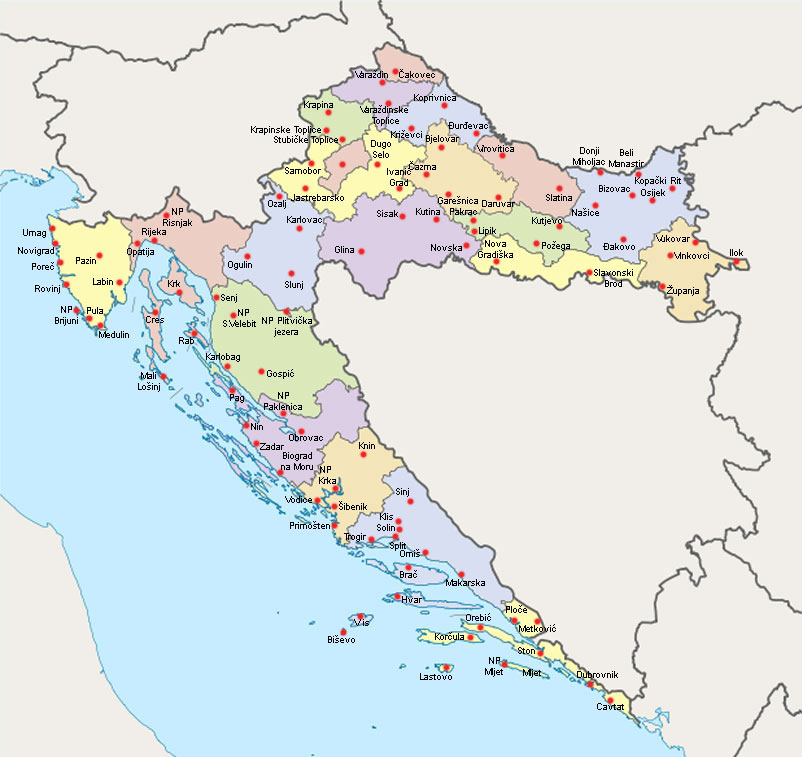 Varaždin
Čakovec
Krapina
Varaždinske
Toplice
Koprivnica
Krapinske Toplice
Stubičke Toplice
Križevci
Đurđevac
Dugo
Selo
Bjelovar
Virovitica
Donji
Miholjac
Beli
Manastir
Samobor
Čazma
Ivanić
Grad
Kopački Rit
Bizovac
Osijek
Jastrebarsko
Garešnica
Daruvar
Slatina
Našice
Ozalj
Karlovac
Sisak
Kutina
Pakrac
Lipik
Kutjevo
NP
Risnjak
Rijeka
Opatija
Umag
Novigrad
Poreč
Rovinj
Pazin
Labin
NP
Brijuni
Pula
Medulin
Ogulin
Slunj
Glina
Novska
Nova
Gradiška
Požega
Đakovo
Vukovar
Vinkovci
Ilok
Slavonski
Brod
Županja
Krk
Cres
Rab
Mali
Lošinj
Senj
NP
S.Velebit
NP Plitvička
jezera
Karlobag
Gospić
Pag
NP
Paklenica
Nin
Obrovac
Zadar
Biograd
na Moru
Knin
NP
Krka
Vodice
Šibenik
Primošten
Sinj
Klis
Solin
Trogir
Split
Omiš
Brač
Makarska
Hvar
Vis
Biševo
Ploče
Metković
Orebić
Korčula
Ston
Lastovo
NP
Mljet
Mljet
Dubrovnik
Cavtat